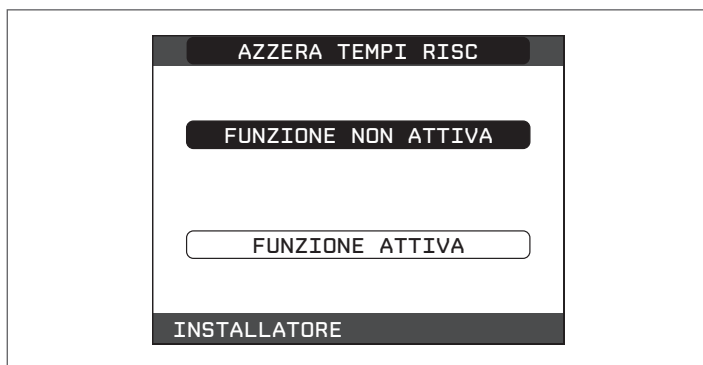 AZZERA TEMPI RISC
FUNZIONE NON ATTIVA
FUNZIONE ATTIVA
INSTALLATORE